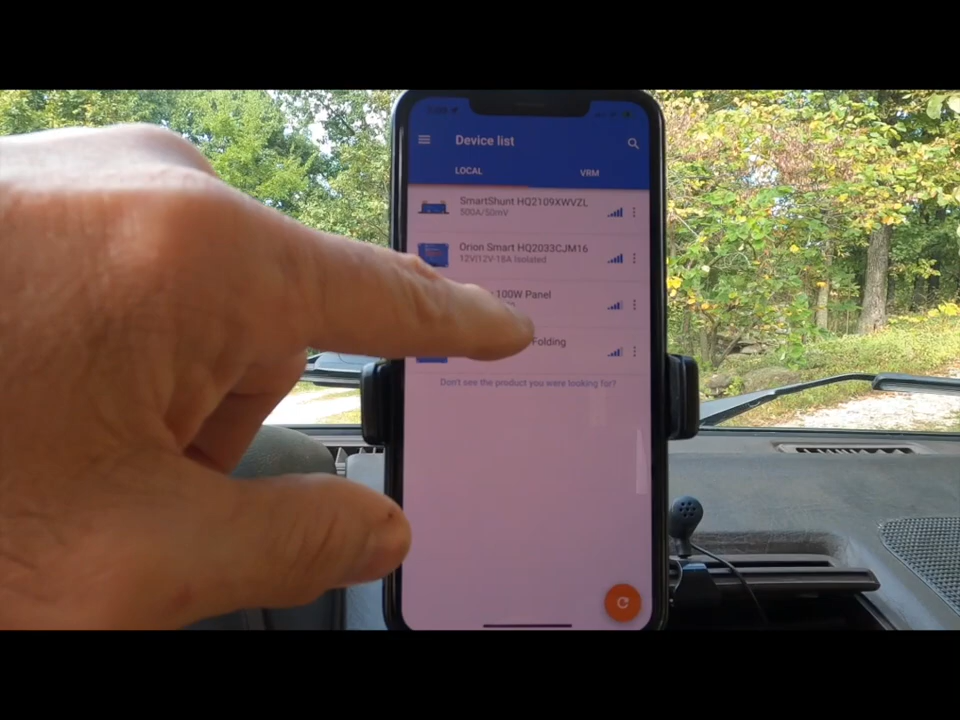 Device list
LOCAL
VRM
SmartShunt HQ2109XWVZL
500A/50mV
Orion Smart HQ2033CJM16
12V|12V-18A Isolated
100W Panel
Folding
Don't see the product you were looking for?